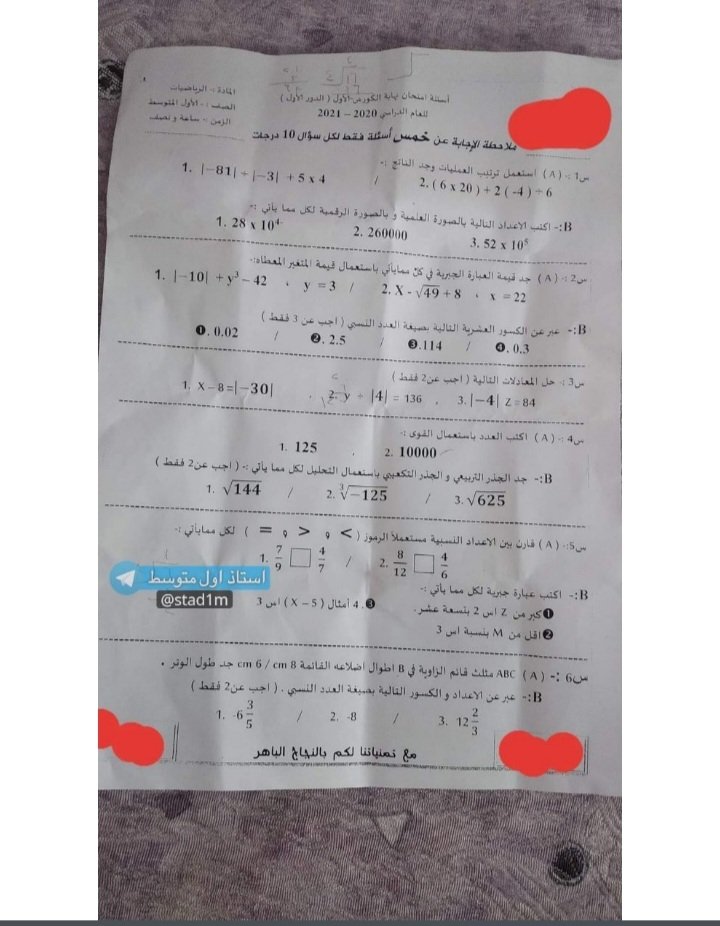 المادة :- الرياضيات
الصف :- الأول المتوسط
الزمن :- ساعة و نصف
أسئلة امتحان نهاية الكورس الأول ( الدور الأول )
للعام الدراسي 2020 – 2021
ملاحظة الإجابة عن خمس أسئلة فقط لكل سؤال 10 درجات
س1 :- ( A ) استعمل ترتيب العمليات وجد الناتج :-
1. |−81| ÷ |−3| + 5 x 4 / 2. ( 6 x 20 ) + 2 ( -4 ) ÷ 6
B:- اكتب الاعداد التالية بالصورة العلمية و بالصورة الرقمية لكل مما يأتي :-
1. 28 x 10⁴ 2. 260000 3. 52 x 10⁵
س2 :- ( A ) جد قيمة العبارة الجبرية في كل ممايأتي باستعمال قيمة المتغير المعطاه:-
1. |−10| + y³ − 42 ، y = 3 / 2. X - √49 + 8 ، x = 22
B:- عبر عن الكسور العشرية التالية بصيغة العدد النسبي ( اجب عن 3 فقط )
❶. 0.02 / ❷. 2.5 / ❸.114 / ❹. 0.3
س3 :- حل المعادلات التالية ( اجب عن2 فقط )
1. X − 8 =|−30| . 2- y ÷ |4| = 136 . 3. |−4| Z = 84
س4 :- ( A ) اكتب العدد باستعمال القوى :-
1. 125 . 2. 10000
B:- جد الجذر التربيعي و الجذر التكعيبي باستعمال التحليل لكل مما يأتي :- ( اجب عن2 فقط )
1. √144 / 2. ∛−125 / 3. √625
س5:- ( A ) قارن بين الاعداد النسبية مستعملاً الرموز ( < , > , = ) لكل ممايأتي :-
1. 7/9 □ 4/7 / 2. 8/12 □ 4/6
B:- اكتب عبارة جبرية لكل مما يأتي :-
❶ اكبر من Z اس 2 بتسعة عشر.
❸. 4 أمثال ( X − 5 ) اس 3
❷ اقل من M بنسبة اس 3
استاذ اول متوسط
@stad1m
س6 :- ( A ) ABC مثلث قائم الزاوية في B اطوال اضلاعه القائمة 8 cm / 6 cm جد طول الوتر .
B:- عبر عن الاعداد و الكسور التالية بصيغة العدد النسبي . ( اجب عن2 فقط )
1. -6 3/5 / 2. -8 / 3. 12 2/3
مع تمنياتنا لكم بالنجاح الباهر